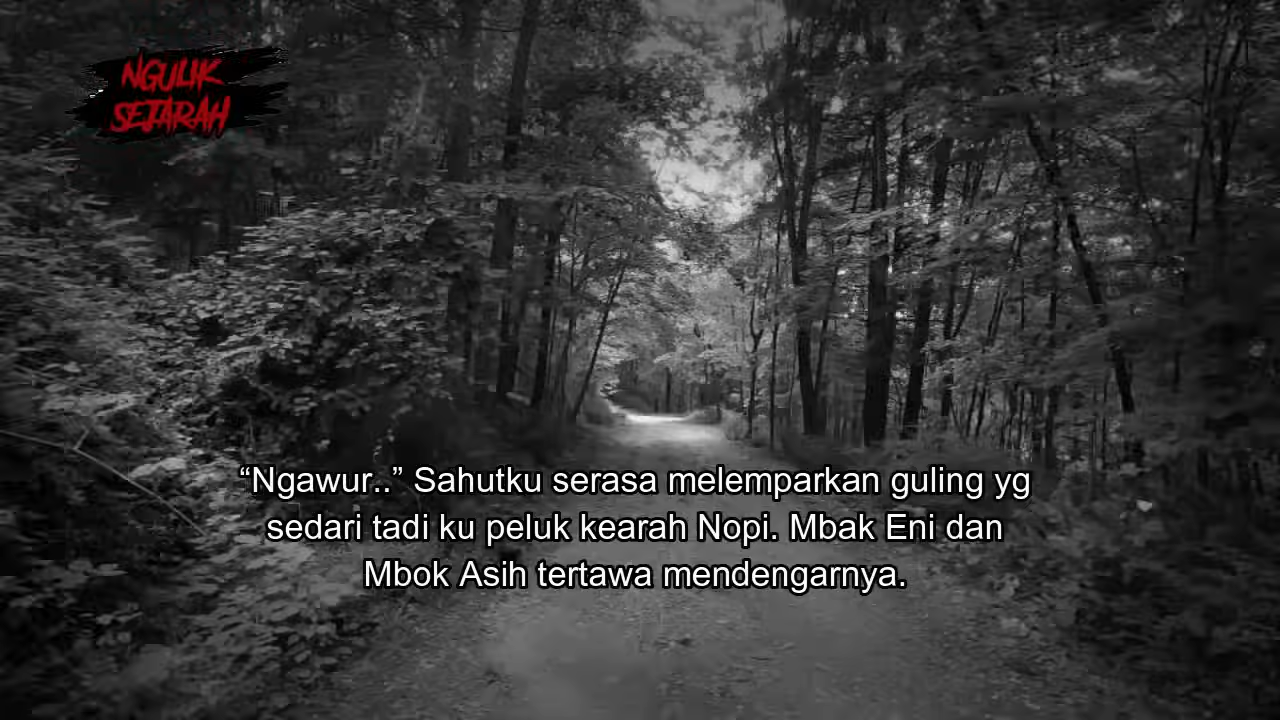 NGULIK
SEJARAH
“Ngawur..” Sahutku serasa melemparkan guling yg
sedari tadi ku peluk kearah Nopi. Mbak Eni dan
Mbok Asih tertawa mendengarnya.